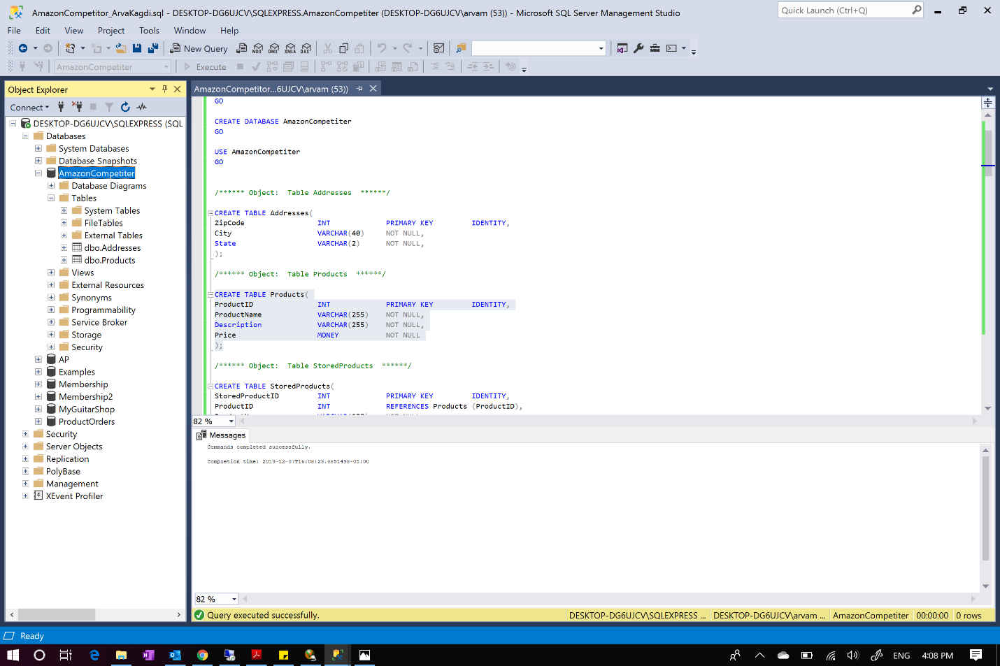 AmazonCompetitor_ArvaKagdi.sql - DESKTOP-DG6UJCV\SQLEXPRESS.AmazonCompetiter (DESKTOP-DG6UJCV\arvam (53)) - Microsoft SQL Server Management Studio
Quick Launch (Ctrl+Q)
File Edit View Project Tools Window Help
New Query MDX DMX XMLA DAX
AmazonCompetiter Execute
Object Explorer
Connect
DESKTOP-DG6UJCV\SQLEXPRESS (SQL
Databases
System Databases
Database Snapshots
AmazonCompetiter
Database Diagrams
Tables
System Tables
FileTables
External Tables
dbo.Addresses
dbo.Products
Views
External Resources
Synonyms
Programmability
Service Broker
Storage
Security
AP
Examples
Membership
Membership2
MyGuitarShop
ProductOrders
Security
Server Objects
Replication
PolyBase
Management
XEvent Profiler
AmazonCompetitor...6UJCV\arvam (53))
GO
CREATE DATABASE AmazonCompetiter
GO
USE AmazonCompetiter
GO
/****** Object: Table Addresses ******/
CREATE TABLE Addresses(
ZipCode INT PRIMARY KEY IDENTITY,
City VARCHAR(40) NOT NULL,
State VARCHAR(2) NOT NULL,
);
/****** Object: Table Products ******/
CREATE TABLE Products(
ProductID INT PRIMARY KEY IDENTITY,
ProductName VARCHAR(255) NOT NULL,
Description VARCHAR(255) NOT NULL,
Price MONEY NOT NULL
);
/****** Object: Table StoredProducts ******/
CREATE TABLE StoredProducts(
StoredProductID INT PRIMARY KEY IDENTITY,
ProductID INT REFERENCES Products (ProductID),
82 %
Messages
Commands completed successfully.
Completion time: 2019-12-07T16:08:23.8851498-05:00
82 %
Query executed successfully. DESKTOP-DG6UJCV\SQLEXPRESS ... DESKTOP-DG6UJCV\arvam ... AmazonCompetiter 00:00:00 0 rows
Ready
ENG 4:08 PM